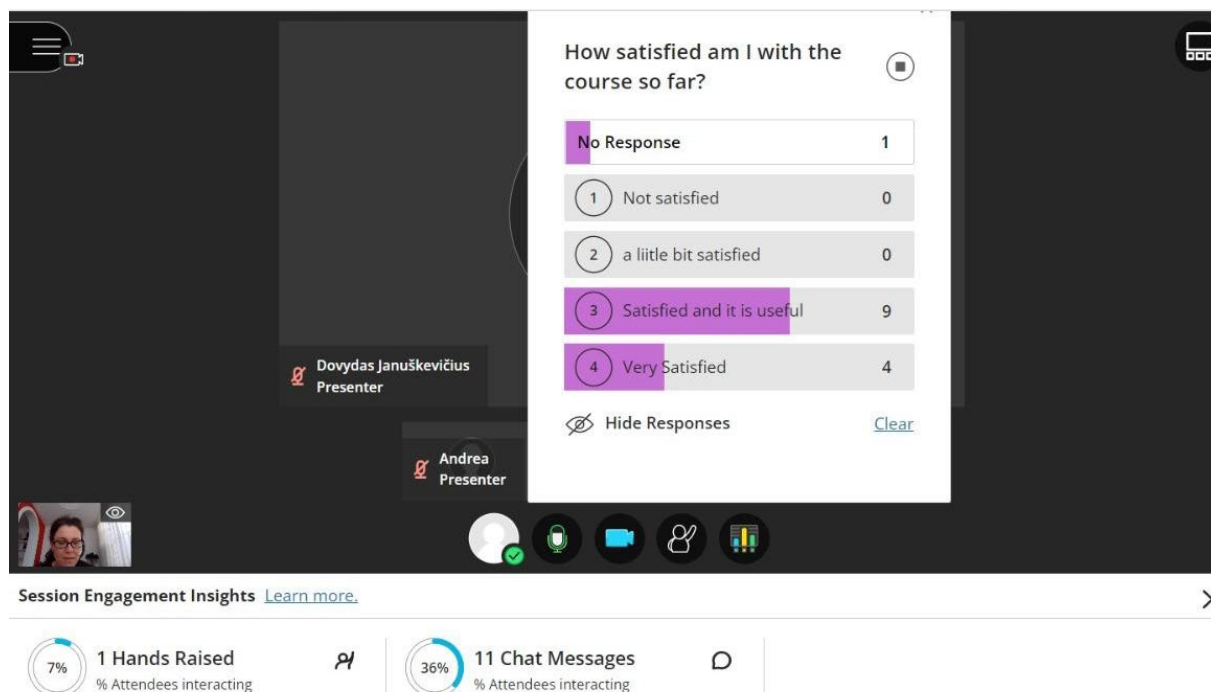 How satisfied am I with the
course so far?
No Response 1
1 Not satisfied 0
2 a liitle bit satisfied 0
3 Satisfied and it is useful 9
4 Very Satisfied 4
Hide Responses Clear
Dovydas Januškevičius
Presenter
Andrea
Presenter
Session Engagement Insights Learn more.
7% 1 Hands Raised
% Attendees interacting
36% 11 Chat Messages
% Attendees interacting